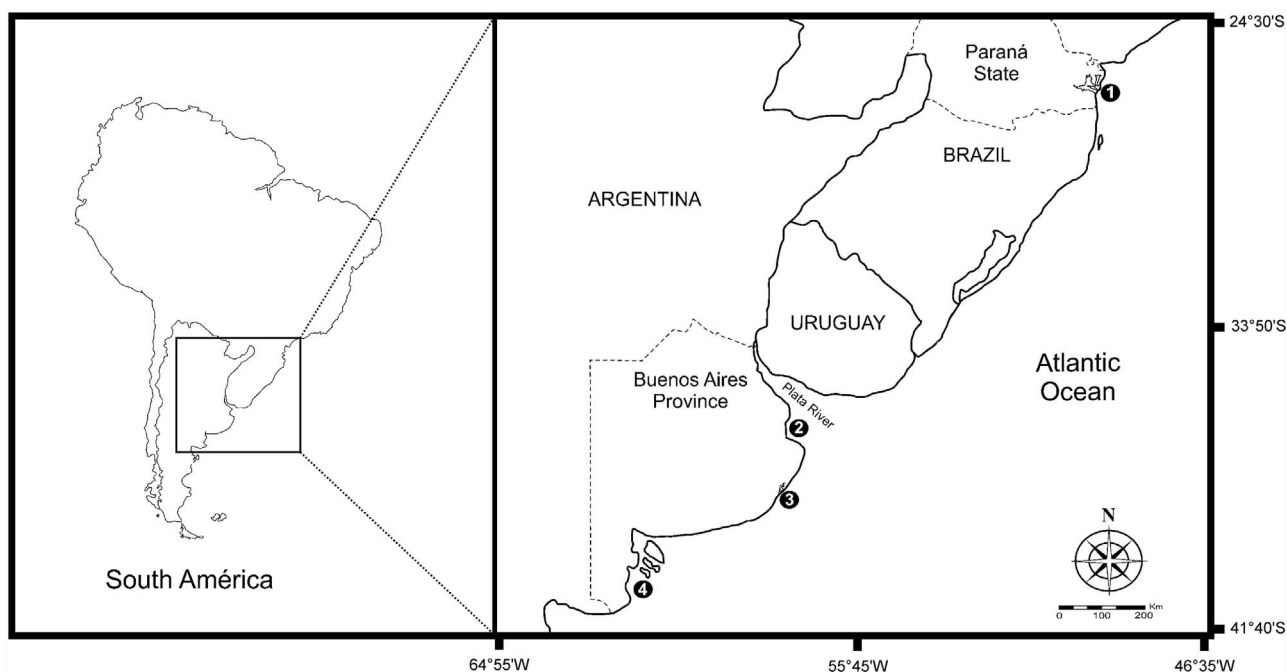 South América
Paraná
State
BRAZIL
ARGENTINA
URUGUAY
Buenos Aires
Province
Plata River
Atlantic
Ocean
1
2
3
4
N
0 100 200 Km
24°30'S
33°50'S
41°40'S
64°55'W
55°45'W
46°35'W